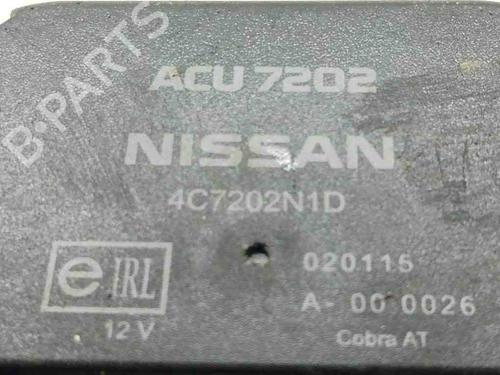 B-PARTS
ACU 7202
NISSAN
4C7202N1D
e IRL
020115
A- 00 0026
12 V
Cobra AT